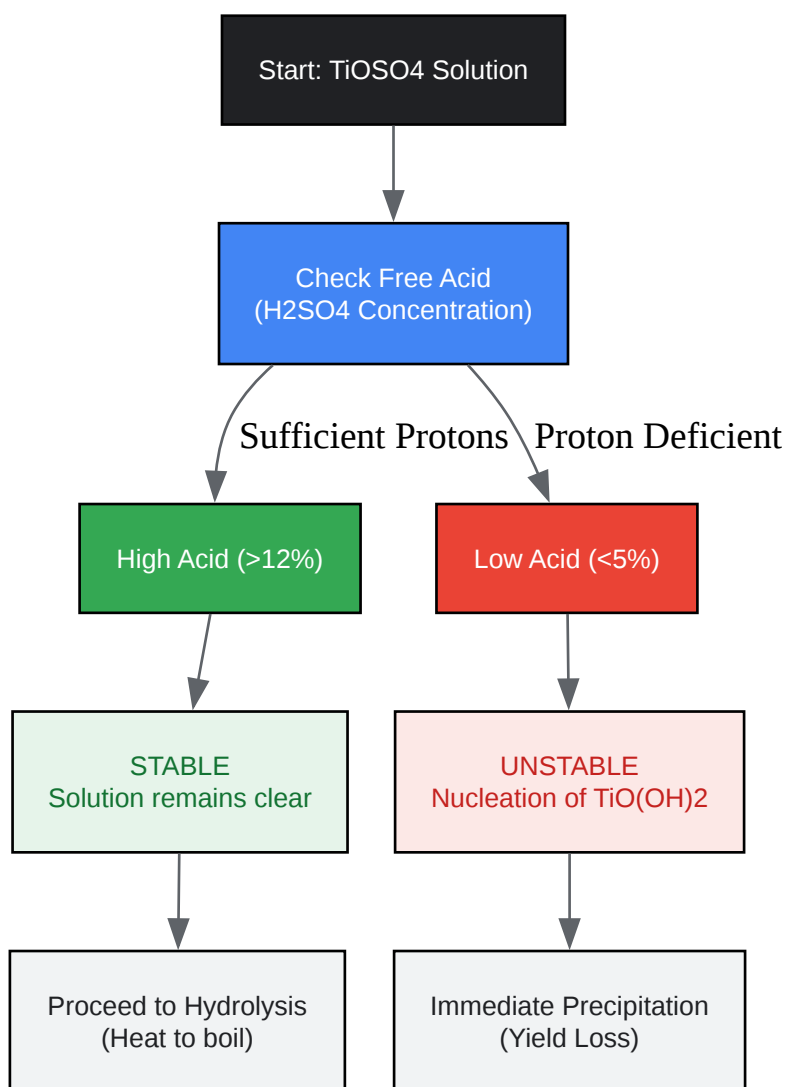 Start: TiOSO4 Solution
Check Free Acid
(H2SO4 Concentration)
Sufficient Protons
Proton Deficient
High Acid (>12%)
Low Acid (<5%)
STABLE
Solution remains clear
UNSTABLE
Nucleation of TiO(OH)2
Proceed to Hydrolysis
(Heat to boil)
Immediate Precipitation
(Yield Loss)